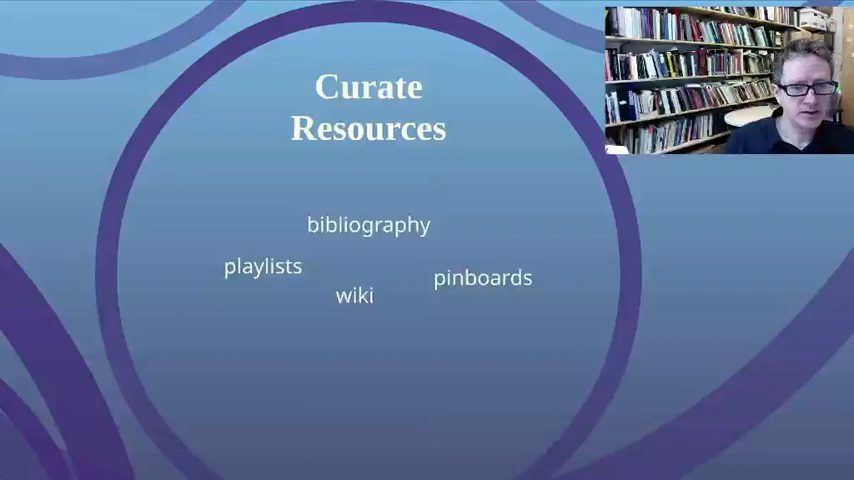 Curate
Resources
bibliography
playlists
pinboards
wiki